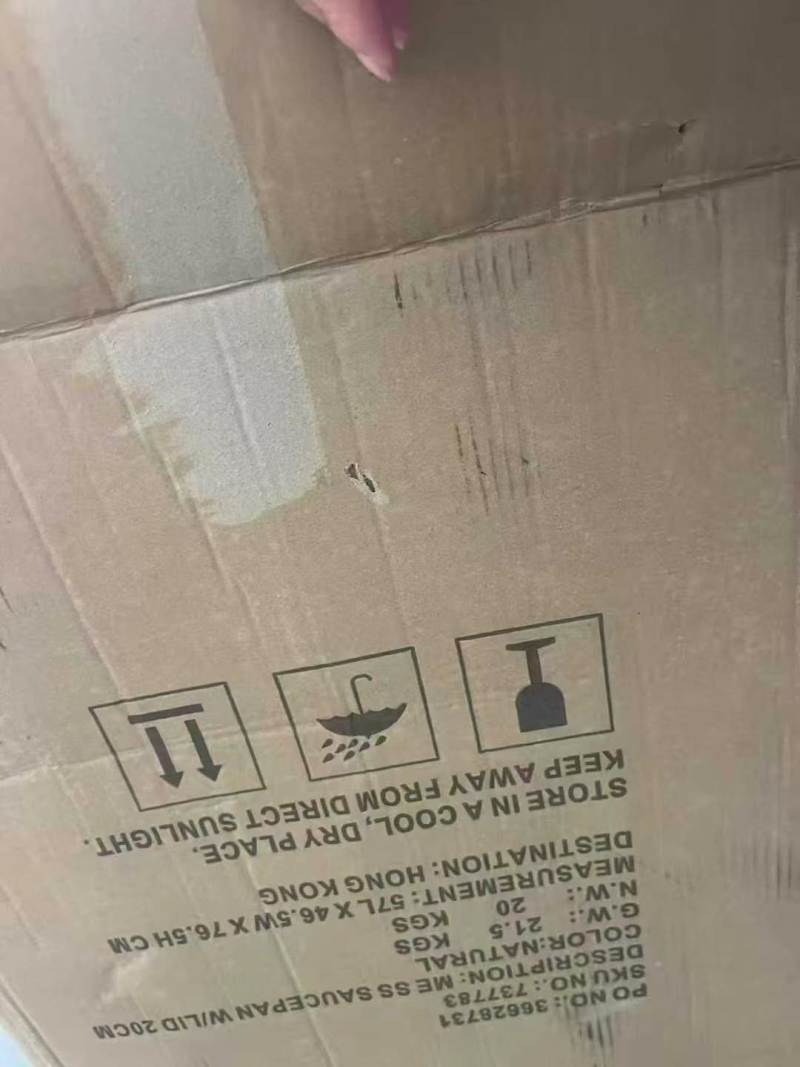 PO NO.: 36628731
SKU NO.: 737783
DESCRIPTION: ME SS SAUCEPAN W/LID 20CM
COLOR:NATURAL
G.W.: 21.5 KGS
N.W.: 20 KGS
MEASUREMENT: 57L X 46.5W X 76.5H CM
DESTINATION: HONG KONG
STORE IN A COOL, DRY PLACE.
KEEP AWAY FROM DIRECT SUNLIGHT.